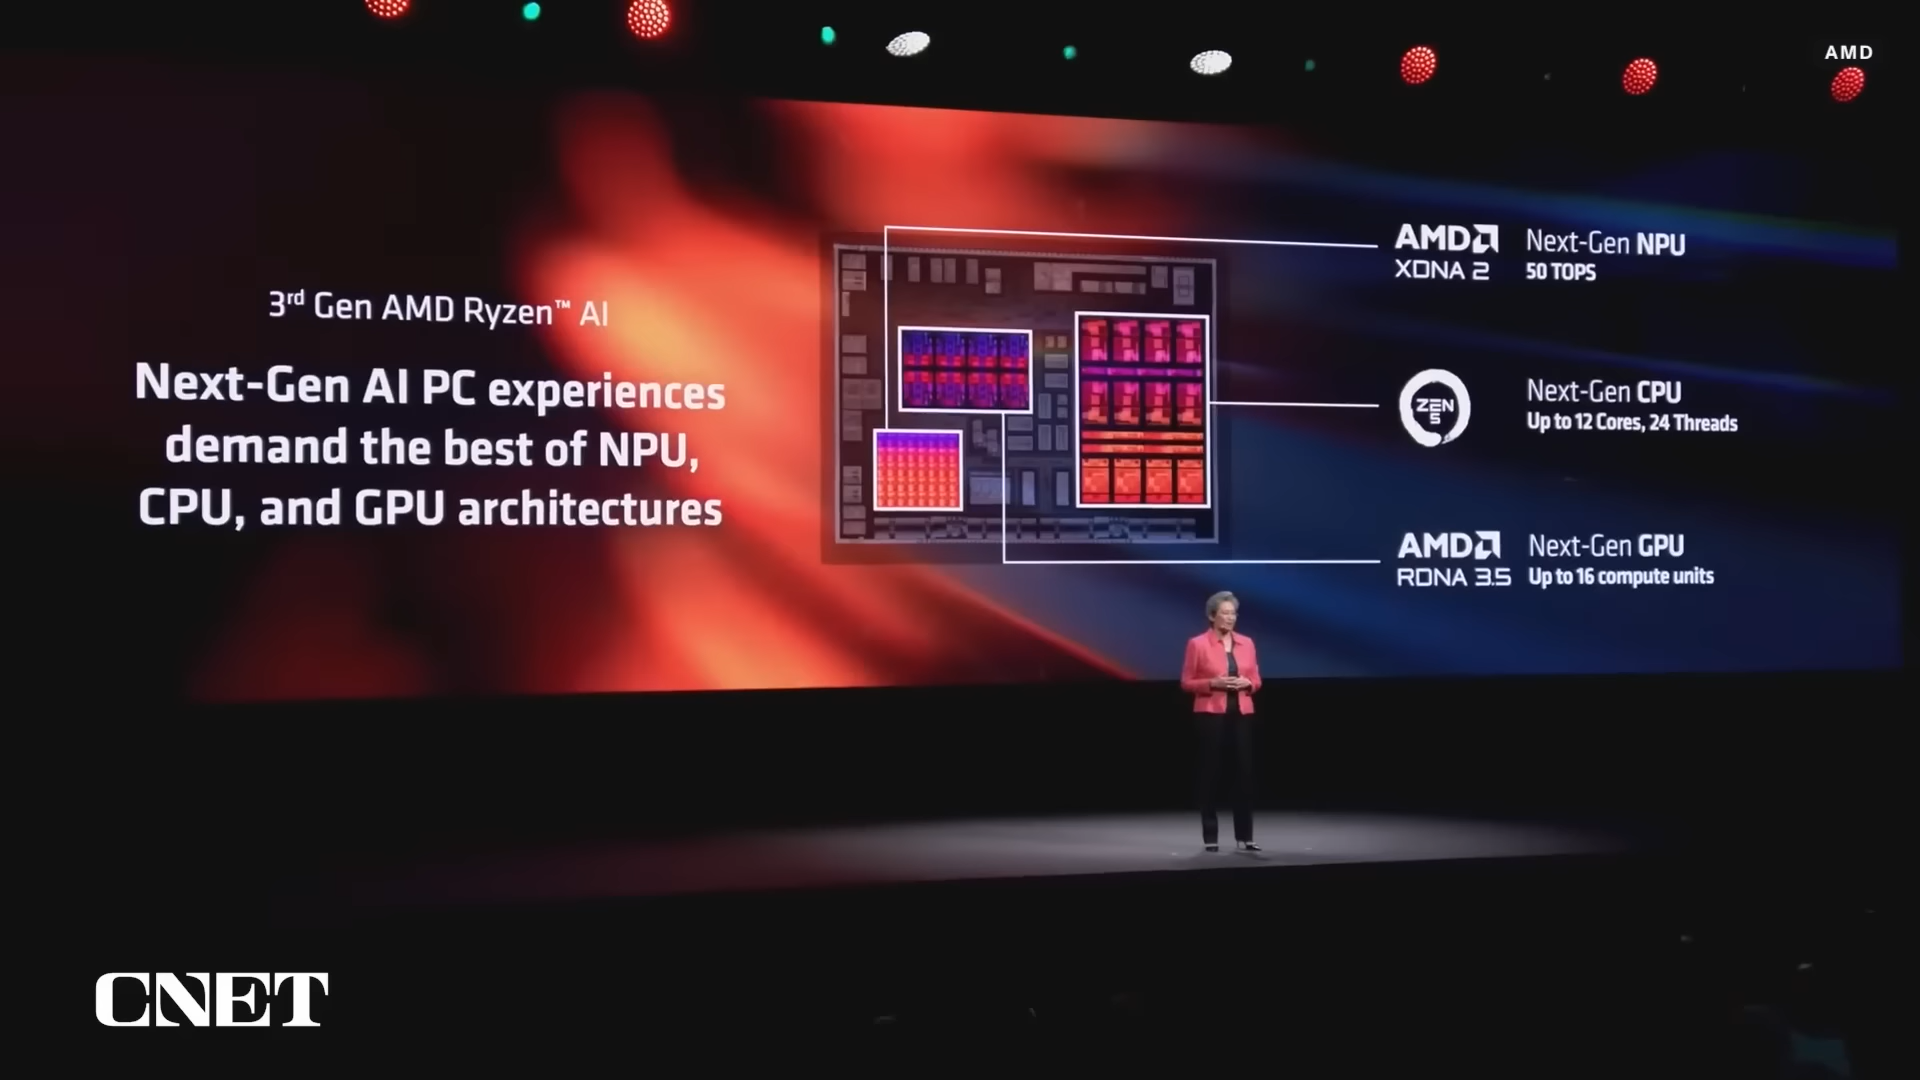 AMD
3rd Gen AMD Ryzen™ AI
Next-Gen AI PC experiences
demand the best of NPU,
CPU, and GPU architectures
AMD
XDNA 2
Next-Gen NPU
50 TOPS
ZEN
5
Next-Gen CPU
Up to 12 Cores, 24 Threads
AMD
RDNA 3.5
Next-Gen GPU
Up to 16 compute units
CNET